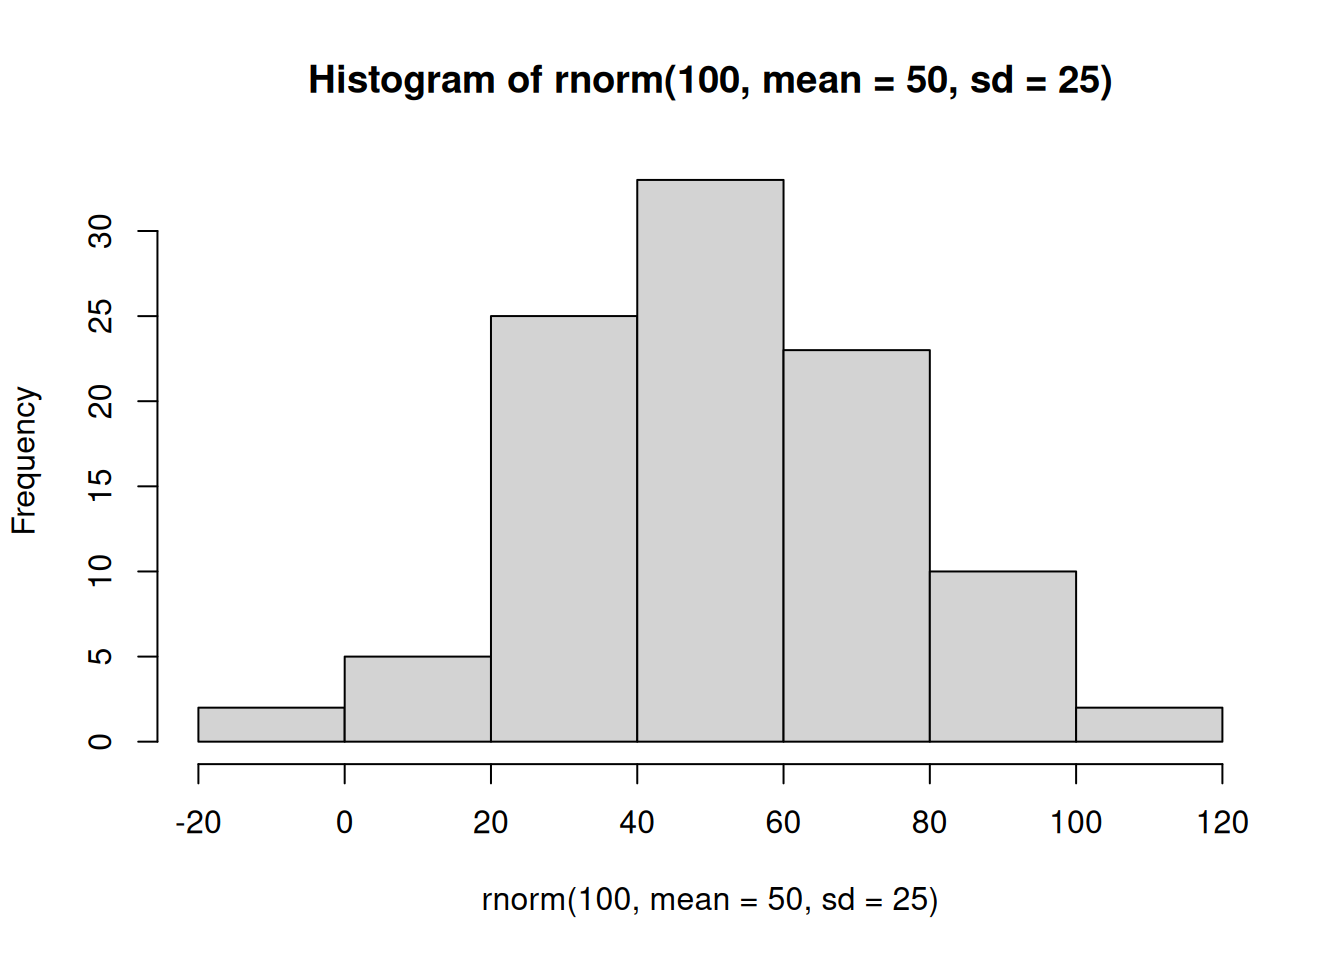 Histogram of rnorm(100, mean = 50, sd = 25)
Frequency
30
25
20
15
10
5
0
-20 0 20 40 60 80 100 120
rnorm(100, mean = 50, sd = 25)